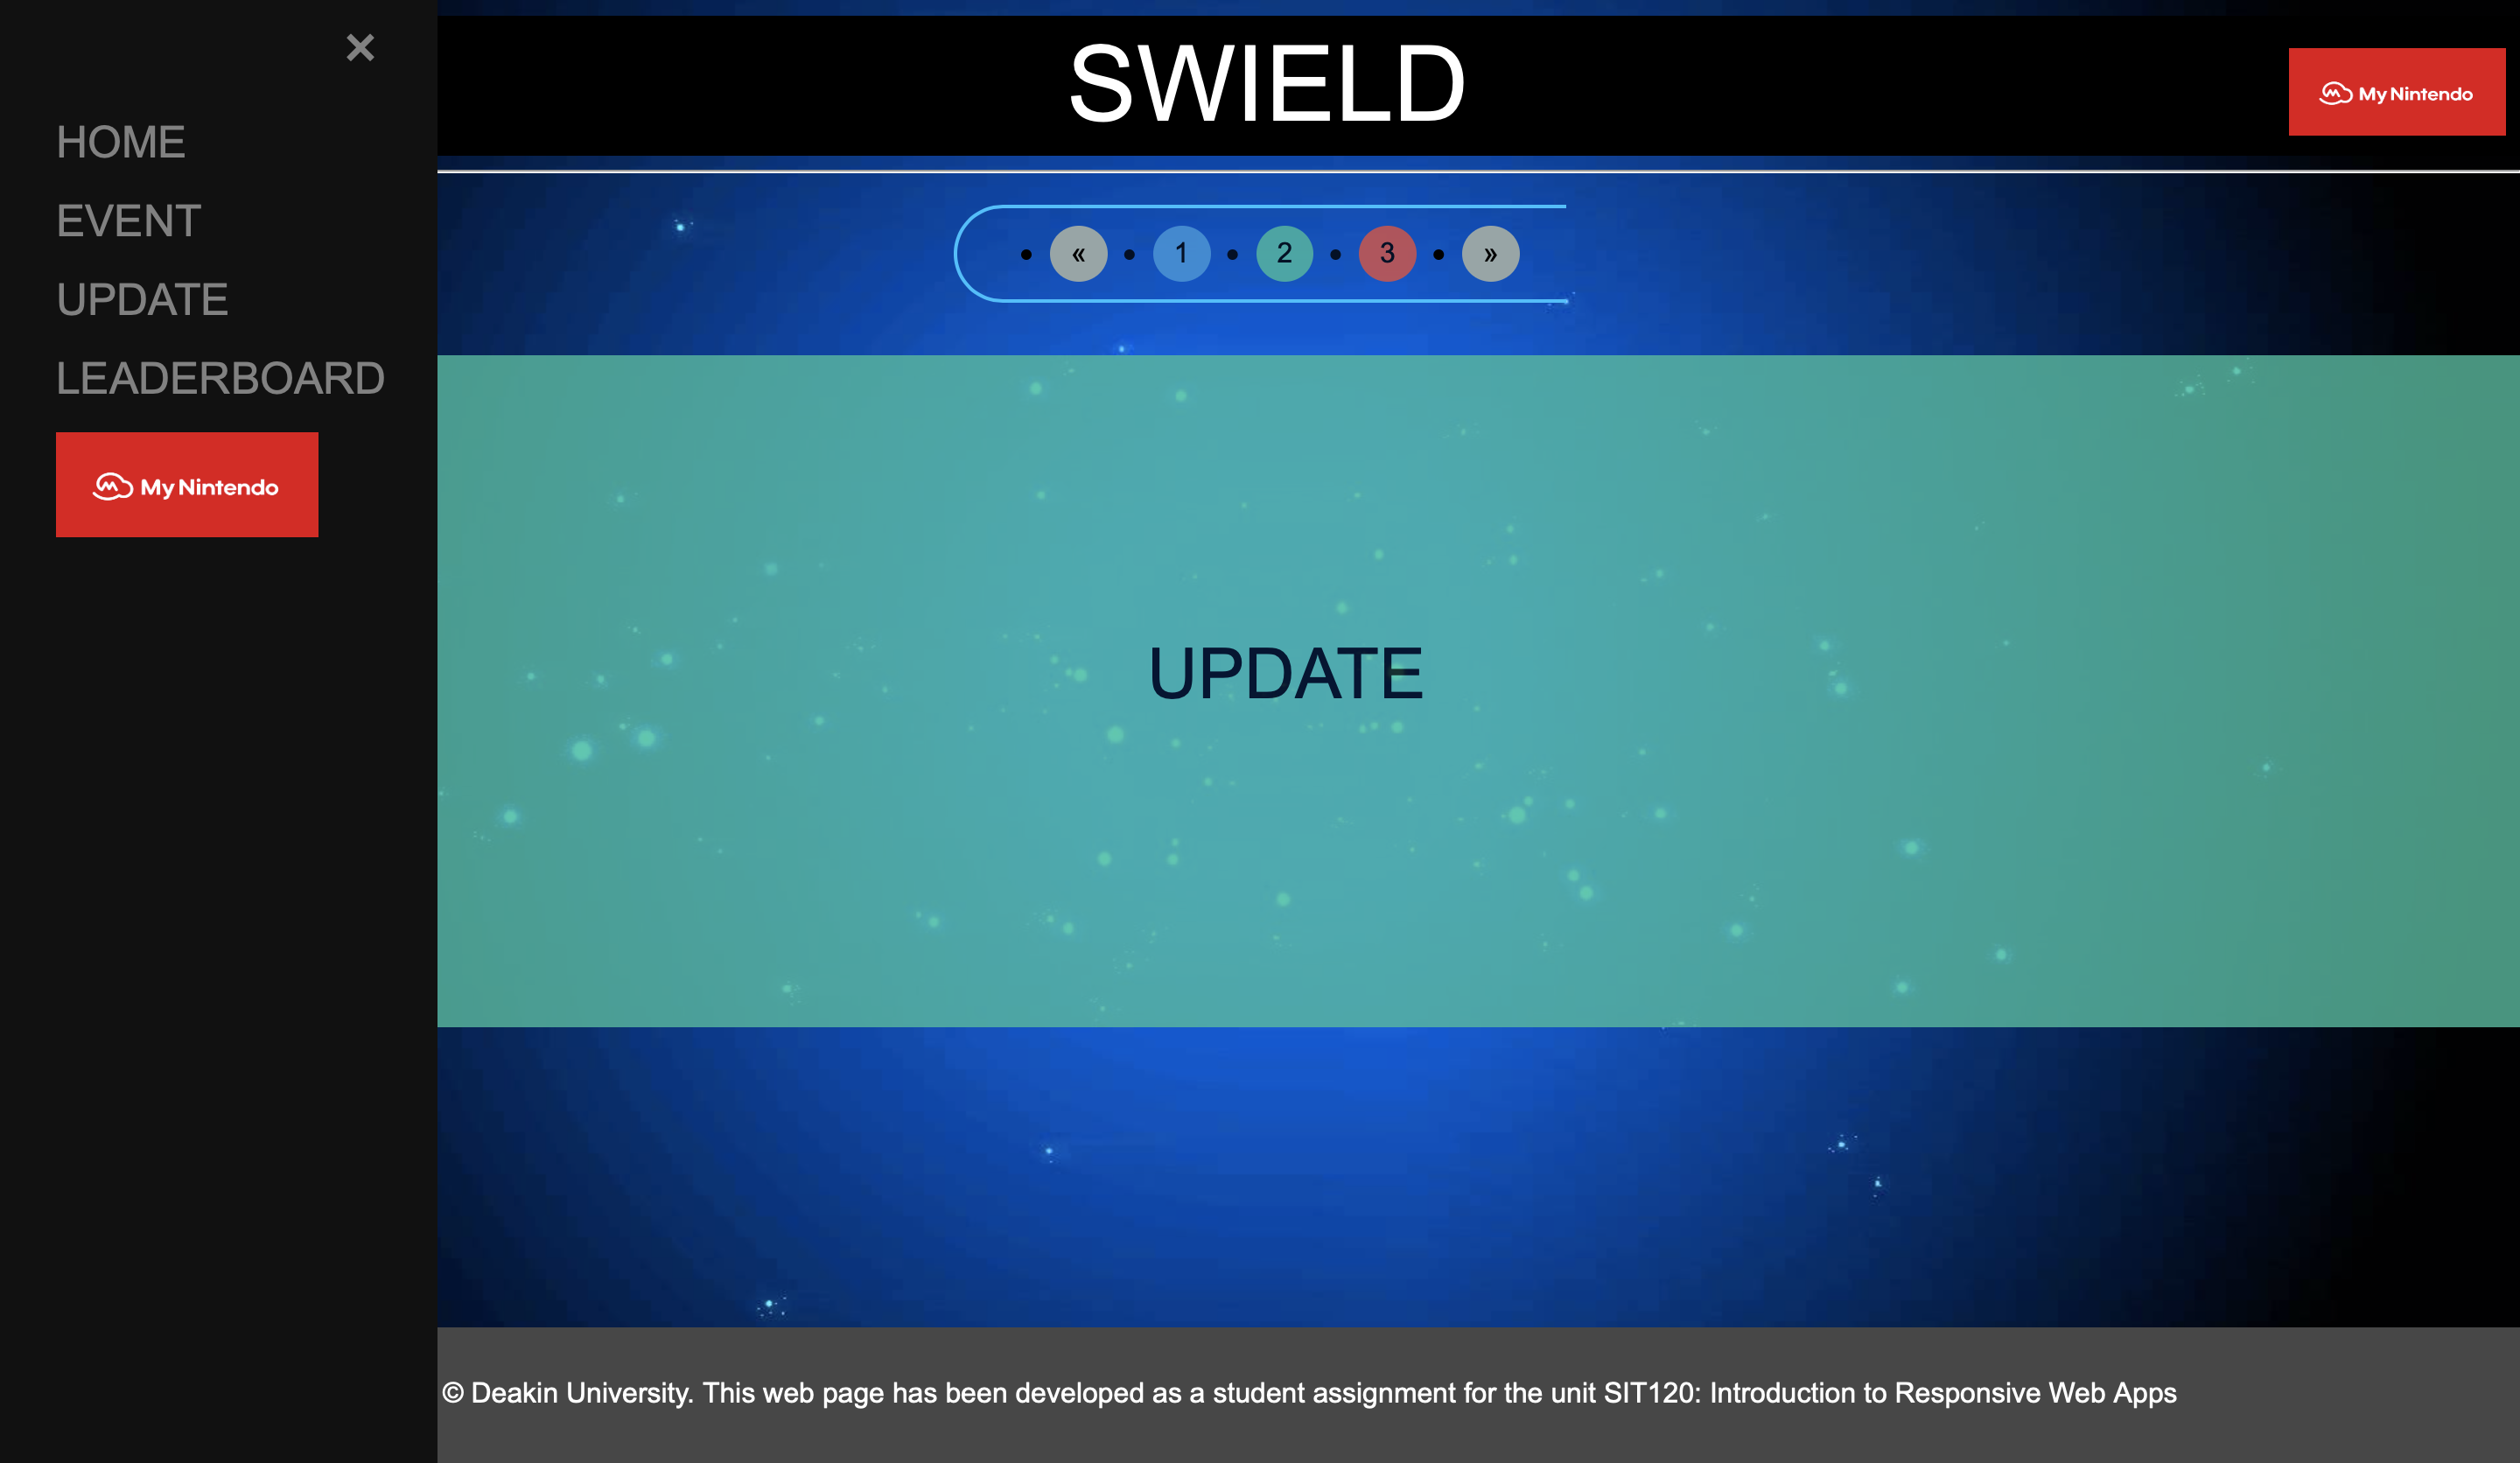 ×
HOME
EVENT
UPDATE
LEADERBOARD
My Nintendo
SWIELD
My Nintendo
• « • 1 • 2 • 3 • »
UPDATE
© Deakin University. This web page has been developed as a student assignment for the unit SIT120: Introduction to Responsive Web Apps